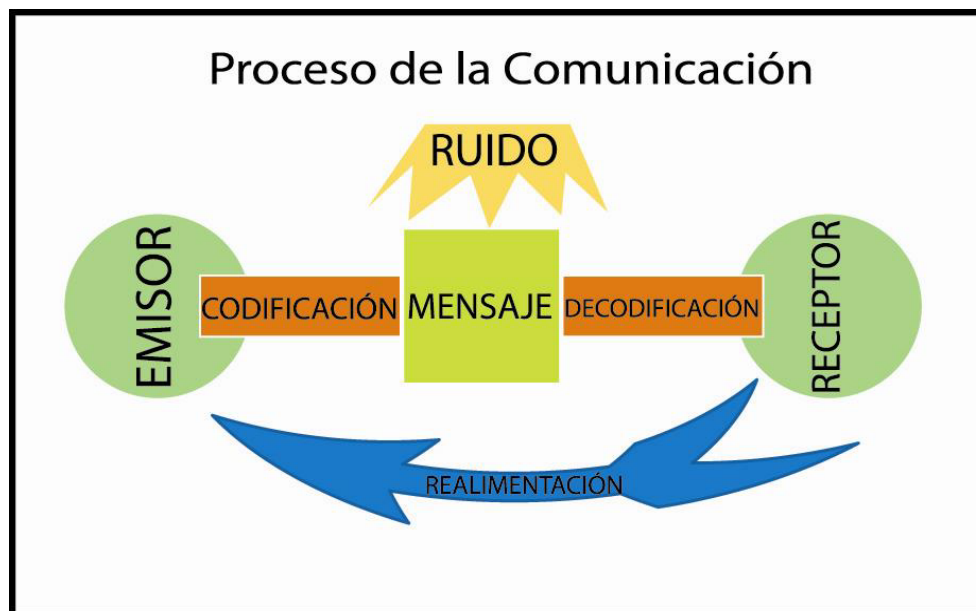 Proceso de la Comunicación
RUIDO
EMISOR
CODIFICACIÓN
MENSAJE
DECODIFICACIÓN
RECEPTOR
REALIMENTACIÓN